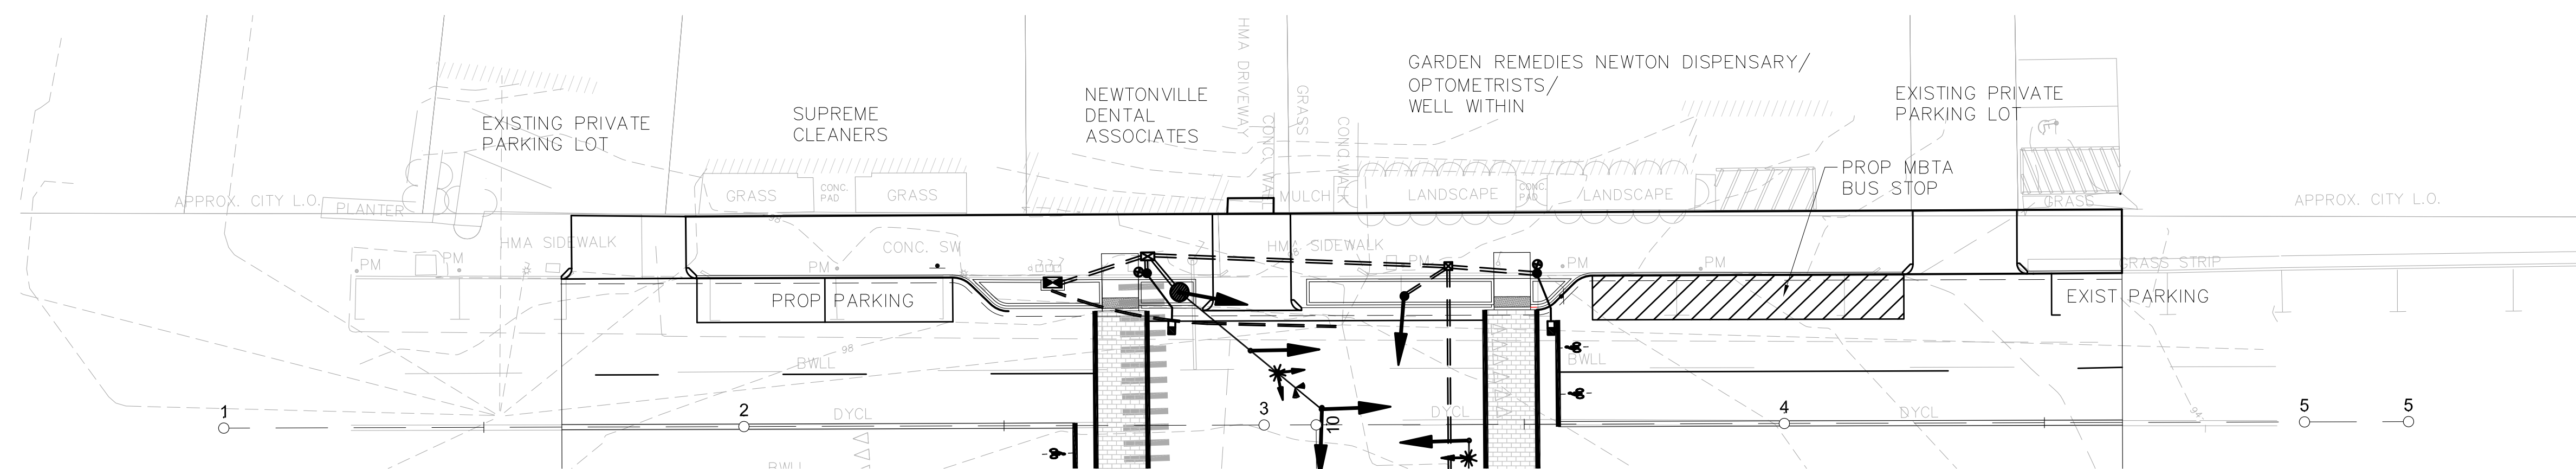 GARDEN REMEDIES NEWTON DISPENSARY/
OPTOMETRISTS/
WELL WITHIN
NEWTONVILLE
DENTAL
ASSOCIATES
SUPREME
CLEANERS
EXISTING PRIVATE
PARKING LOT
EXISTING PRIVATE
PARKING LOT
HMA DRIVEWAY
GRASS
CONC. WALK
CONC. WALK
PROP MBTA
BUS STOP
APPROX. CITY L.O.
PLANTER
GRASS
CONC.
PAD
GRASS
MULCH
LANDSCAPE
CONC.
PAD
LANDSCAPE
GRASS
APPROX. CITY L.O.
98
HMA SIDEWALK
CONC. SW
HMA SIDEWALK
PM
PM
PM
PM
PM
PM
GRASS STRIP
PROP PARKING
EXIST PARKING
98
BWLL
BWLL
1
2
DYCL
3
10
DYCL
4
DYCL
94
5
5
BWLL